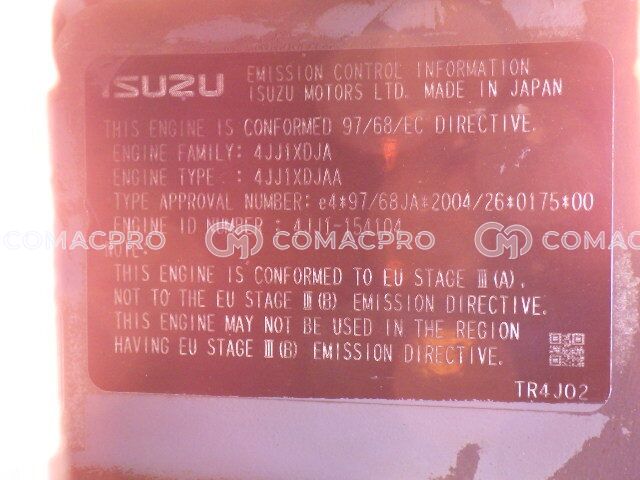 ISUZU EMISSION CONTROL INFORMATION
ISUZU MOTORS LTD. MADE IN JAPAN
THIS ENGINE IS CONFORMED 97/68/EC DIRECTIVE.
ENGINE FAMILY: 4JJ1XDJA
ENGINE TYPE : 4JJ1XDJAA
TYPE APPROVAL NUMBER: e4*97/68JA*2004/26*0175*00
ENGINE ID NUMBER : 4JJ1-154104
COMACPRO CM COMACPRO CM COMACPRO
NOTE:
THIS ENGINE IS CONFORMED TO EU STAGE Ⅲ(A),
NOT TO THE EU STAGE Ⅲ(B) EMISSION DIRECTIVE.
THIS ENGINE MAY NOT BE USED IN THE REGION
HAVING EU STAGE Ⅲ(B) EMISSION DIRECTIVE.
TR4J02